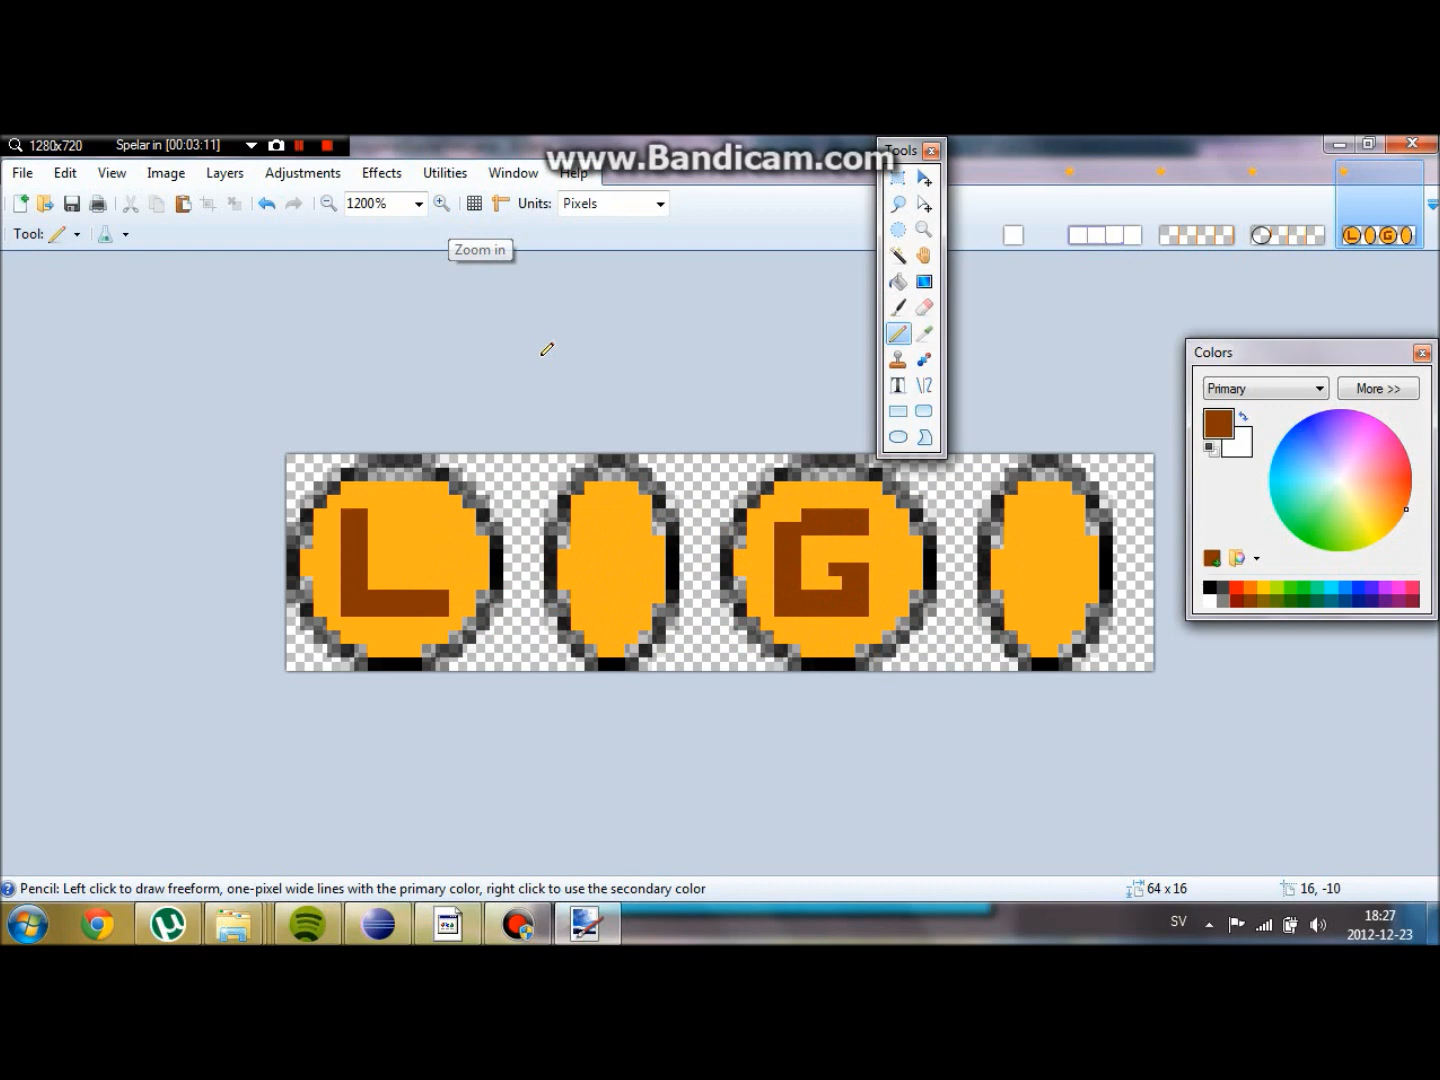 1280x720 Spelar in [00:03:11]
www.Bandicam.com
Tools
File Edit View Image Layers Adjustments Effects Utilities Window Help
1200% Units: Pixels
Tool:
Zoom in
L G
L G
Colors
Primary More >>
Pencil: Left click to draw freeform, one-pixel wide lines with the primary color, right click to use the secondary color
64 x 16 16, -10
SV 18:27
2012-12-23